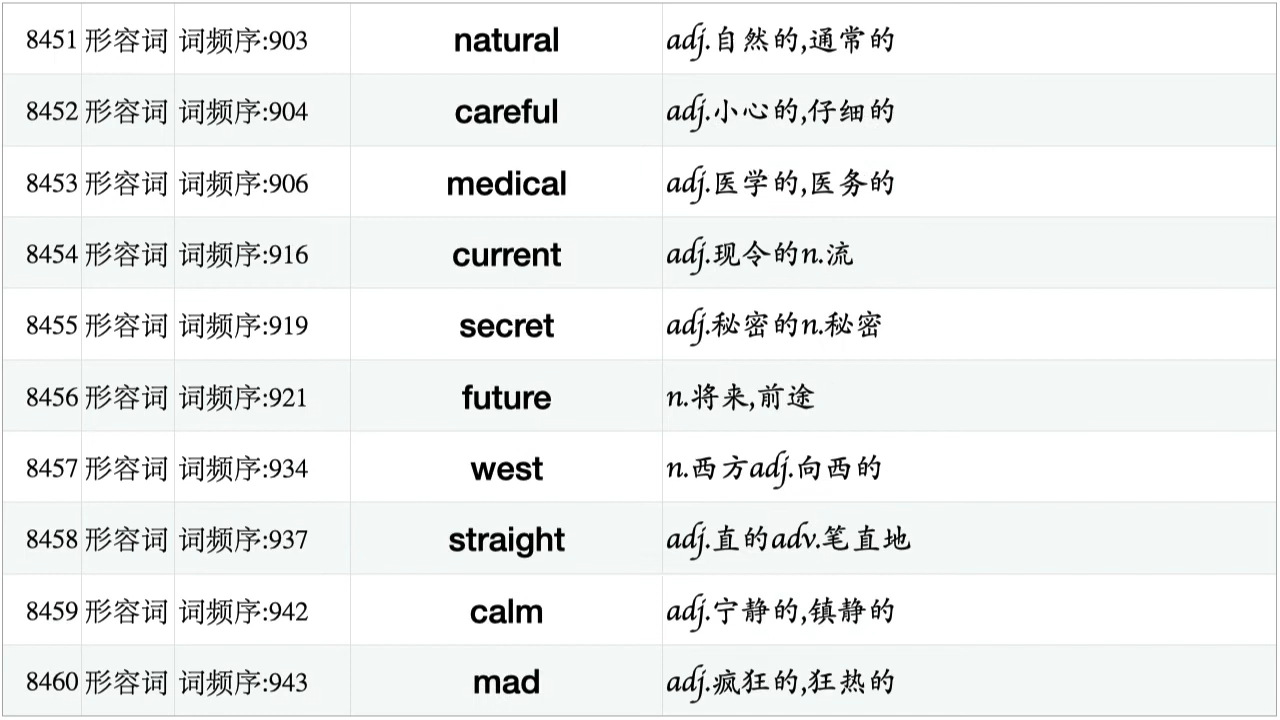 8451 形容词 词频序:903 natural adj.自然的,通常的
8452 形容词 词频序:904 careful adj.小心的,仔细的
8453 形容词 词频序:906 medical adj.医学的,医务的
8454 形容词 词频序:916 current adj.现令的n.流
8455 形容词 词频序:919 secret adj.秘密的n.秘密
8456 形容词 词频序:921 future n.将来,前途
8457 形容词 词频序:934 west n.西方adj.向西的
8458 形容词 词频序:937 straight adj.直的adv.笔直地
8459 形容词 词频序:942 calm adj.宁静的,镇静的
8460 形容词 词频序:943 mad adj.疯狂的,狂热的